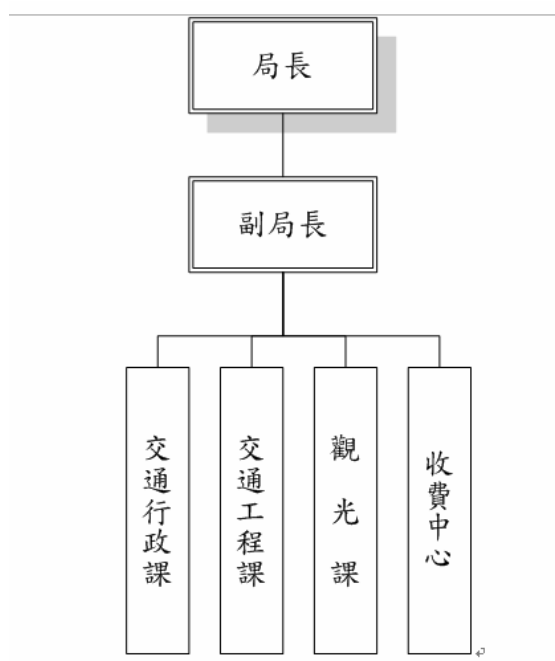 局長
副局長
交通行政課
交通工程課
觀光課
收費中心